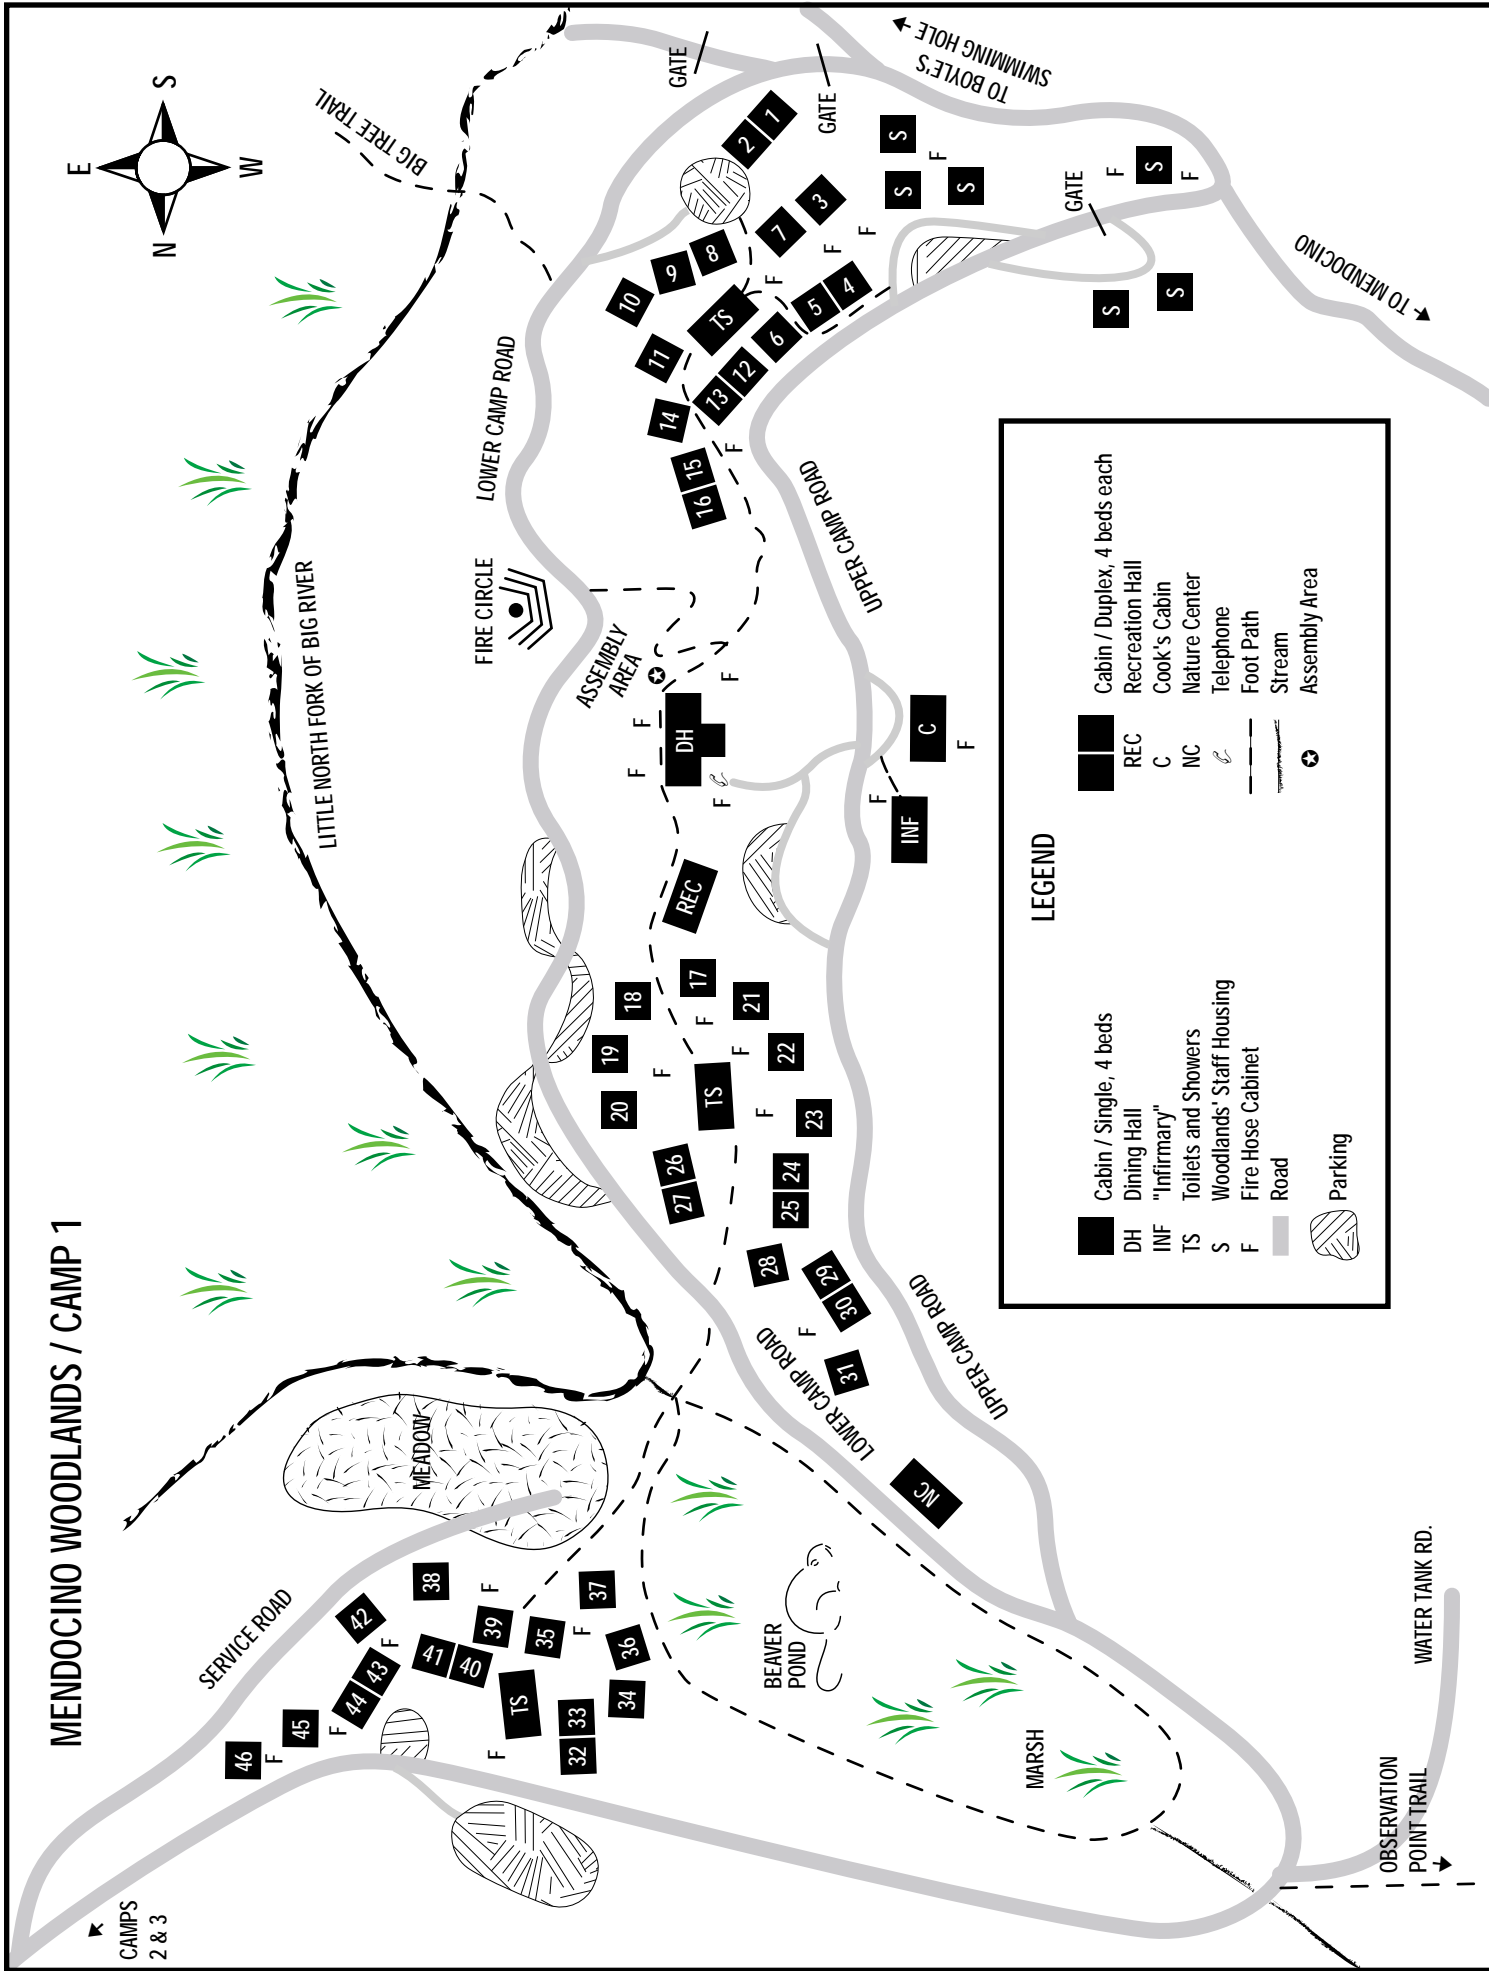 MENDOCINO WOODLANDS / CAMP 1
E
N
S
W
BIG TREE TRAIL
GATE
GATE
TO BOYLE'S
SWIMMING HOLE
GATE
TO MENDOCINO
LITTLE NORTH FORK OF BIG RIVER
LOWER CAMP ROAD
UPPER CAMP ROAD
FIRE CIRCLE
ASSEMBLY
AREA
1
2
3
7
8
9
10
11
TS
4
5
6
12
13
14
15
16
F
F
F
F
F
F
F
S
S
S
S
S
S
DH
F
F
F
F
C
F
INF
F
REC
17
18
19
20
21
22
23
TS
F
F
F
F
24
25
26
27
28
29
30
31
F
LOWER CAMP ROAD
UPPER CAMP ROAD
NC
MEADOW
SERVICE ROAD
38
42
39
37
35
36
41
40
43
44
45
46
TS
34
33
32
F
F
F
F
F
F
BEAVER
POND
MARSH
CAMPS
2 & 3
WATER TANK RD.
OBSERVATION
POINT TRAIL
LEGEND
Cabin / Single, 4 beds
DH Dining Hall
INF "Infirmary"
TS Toilets and Showers
S Woodlands' Staff Housing
F Fire Hose Cabinet
Road
Parking
Cabin / Duplex, 4 beds each
REC Recreation Hall
C Cook's Cabin
NC Nature Center
Telephone
Foot Path
Stream
Assembly Area